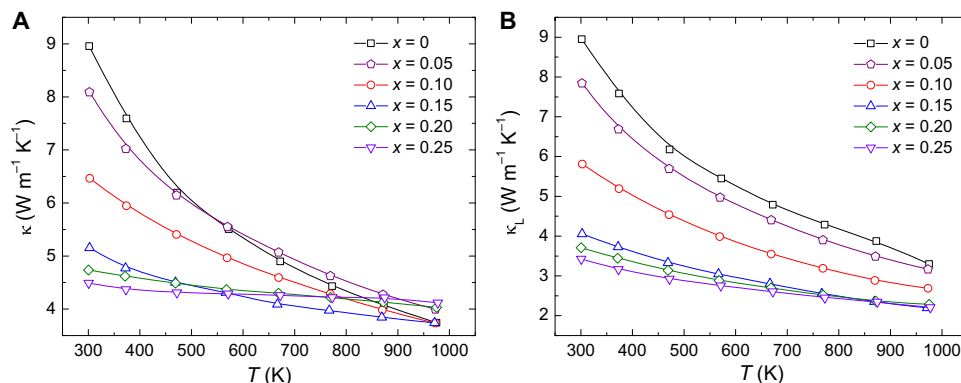 A
κ (W m⁻¹ K⁻¹)
9
8
7
6
5
4
x = 0
x = 0.05
x = 0.10
x = 0.15
x = 0.20
x = 0.25
300 400 500 600 700 800 900 1000
T (K)
B
κL (W m⁻¹ K⁻¹)
9
8
7
6
5
4
3
2
x = 0
x = 0.05
x = 0.10
x = 0.15
x = 0.20
x = 0.25
300 400 500 600 700 800 900 1000
T (K)